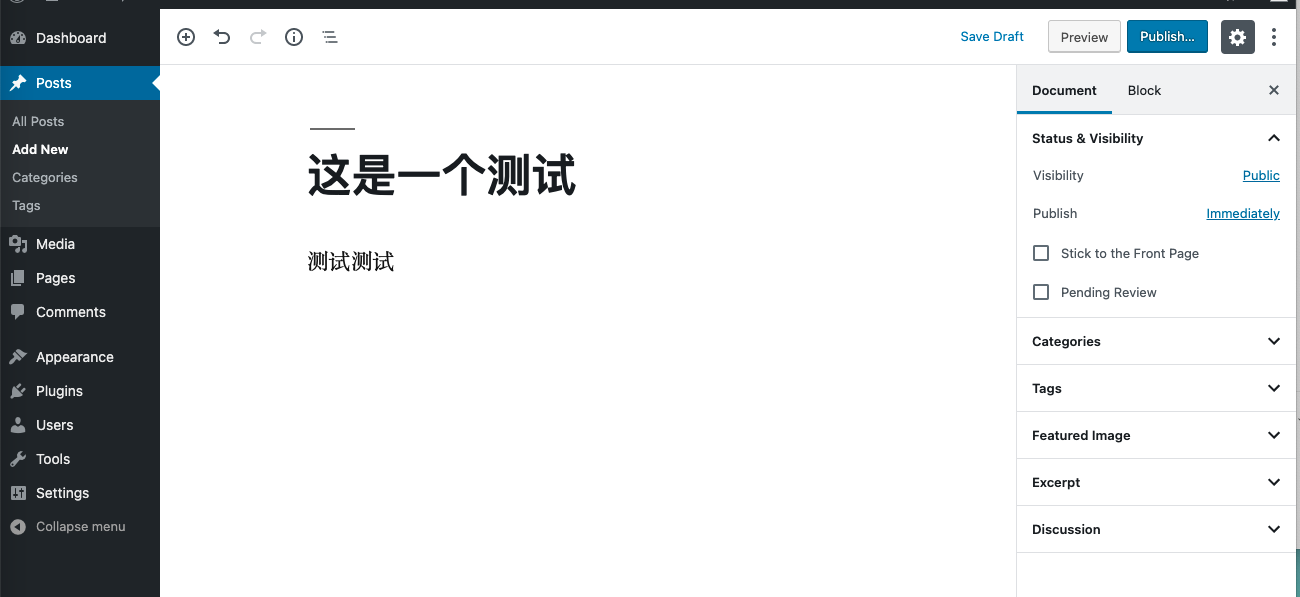 Dashboard
Posts
All Posts
Add New
Categories
Tags
Media
Pages
Comments
Appearance
Plugins
Users
Tools
Settings
Collapse menu
Save Draft
Preview
Publish...
这是一个测试
测试测试
Document
Block
Status & Visibility
Visibility
Public
Publish
Immediately
Stick to the Front Page
Pending Review
Categories
Tags
Featured Image
Excerpt
Discussion